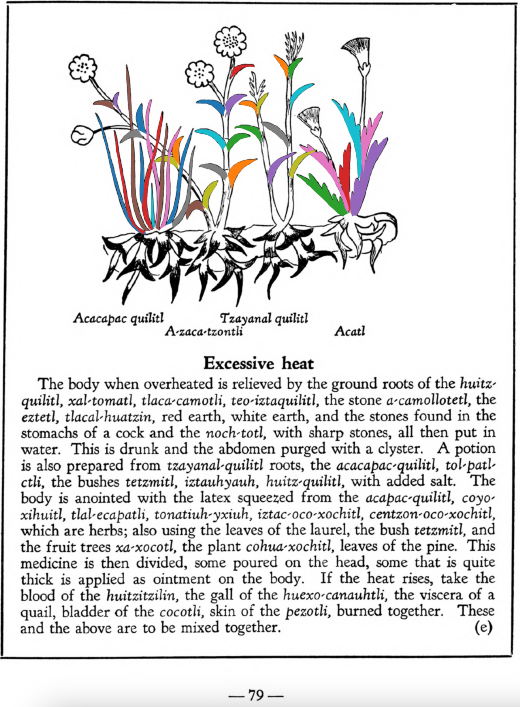 Acacapac quilitl
Tzayanal quilitl
A-zaca-tzontli
Acatl
Excessive heat
The body when overheated is relieved by the ground roots of the huitz-
quilitl, xal-tomatl, tlaca-camotli, teo-iztaquilitl, the stone a-camollotetl, the
eztetl, tlacal-huatzin, red earth, white earth, and the stones found in the
stomachs of a cock and the noch-totl, with sharp stones, all then put in
water. This is drunk and the abdomen purged with a clyster. A potion
is also prepared from tzayanal-quilitl roots, the acacapac-quilitl, tol-patl-
ctli, the bushes tetzmitl, iztauhyauh, huitz-quilitl, with added salt. The
body is anointed with the latex squeezed from the acapac-quilitl, coyo-
xihuitl, tlal-ecapatli, tonatiuh-yxiuh, iztac-oco-xochitl, centzon-oco-xochitl,
which are herbs; also using the leaves of the laurel, the bush tetzmitl, and
the fruit trees xa-xocotl, the plant cohua-xochitl, leaves of the pine. This
medicine is then divided, some poured on the head, some that is quite
thick is applied as ointment on the body. If the heat rises, take the
blood of the huitzitzilin, the gall of the huexo-canauhtli, the viscera of a
quail, bladder of the cocotli, skin of the pezotli, burned together. These
and the above are to be mixed together. (e)
—79—